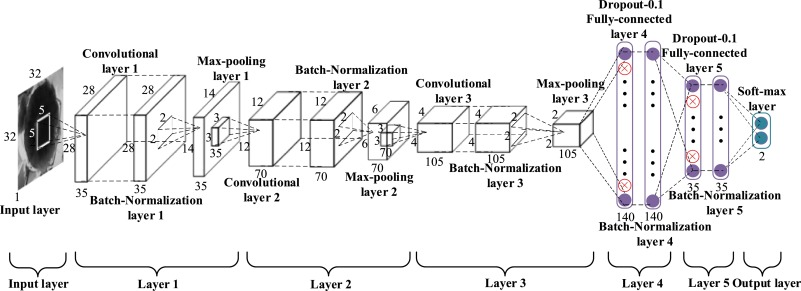 Dropout-0.1
Fully-connected
layer 4
Dropout-0.1
Fully-connected
layer 5
Soft-max
layer
Convolutional
layer 1
Max-pooling
layer 1
Batch-Normalization
layer 2
Convolutional
layer 3
Max-pooling
layer 3
32
32
5
5
1
28
28
28
2
2
35
35
14
14
3
3
35
35
12
12
12
2
2
70
70
6
6
3
3
70
70
4
4
105
4
4
2
2
105
2
2
105
140
140
35
35
2
Input layer
Batch-Normalization
layer 1
Convolutional
layer 2
Max-pooling
layer 2
Batch-Normalization
layer 3
Batch-Normalization
layer 4
Batch-Normalization
layer 5
Input layer
Layer 1
Layer 2
Layer 3
Layer 4
Layer 5
Output layer